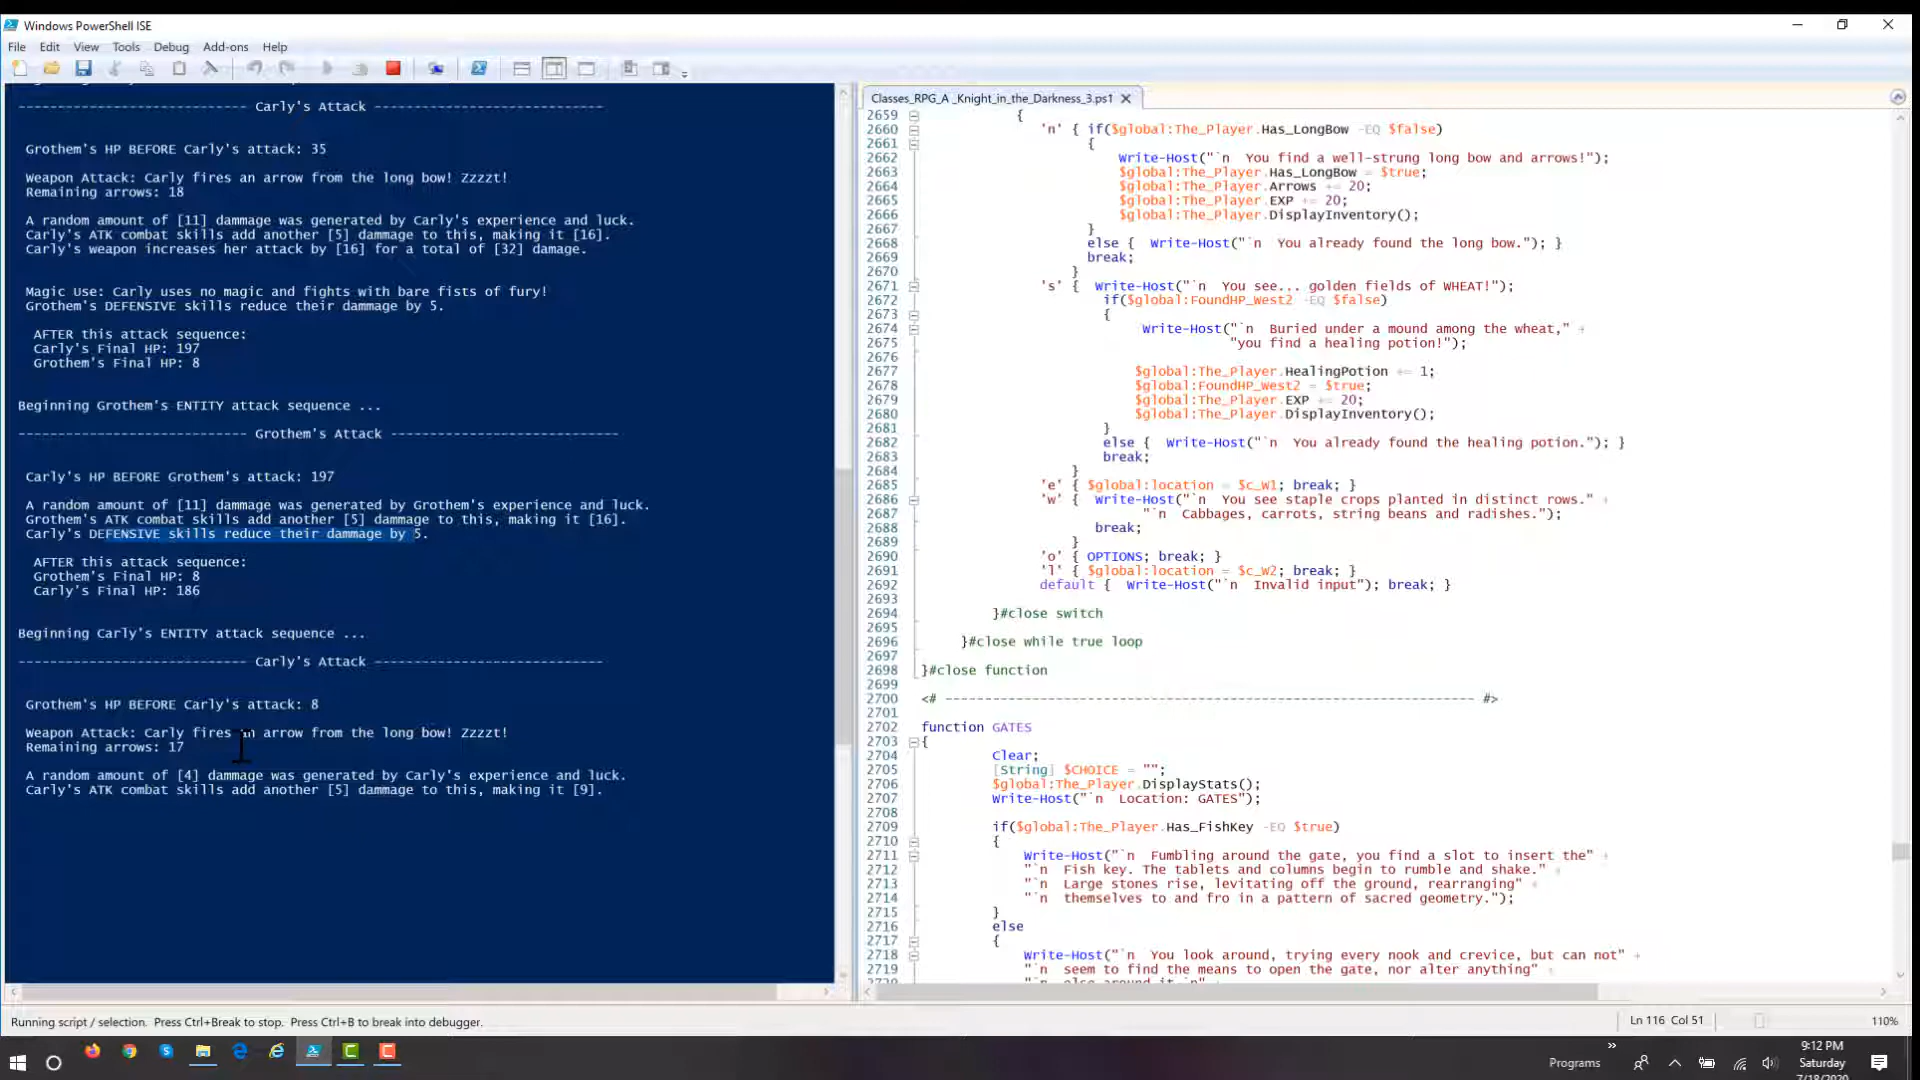 Windows PowerShell ISE
File Edit View Tools Debug Add-ons Help
---------------------------- Carly's Attack -----------------------------
Grothem's HP BEFORE Carly's attack: 35
Weapon Attack: Carly fires an arrow from the long bow! Zzzzt!
Remaining arrows: 18
A random amount of [11] dammage was generated by Carly's experience and luck.
Carly's ATK combat skills add another [5] dammage to this, making it [16].
Carly's weapon increases her attack by [16] for a total of [32] damage.
Magic Use: Carly uses no magic and fights with bare fists of fury!
Grothem's DEFENSIVE skills reduce their dammage by 5.
AFTER this attack sequence:
Carly's Final HP: 197
Grothem's Final HP: 8
Beginning Grothem's ENTITY attack sequence ...
---------------------------- Grothem's Attack -----------------------------
Carly's HP BEFORE Grothem's attack: 197
A random amount of [11] dammage was generated by Grothem's experience and luck.
Grothem's ATK combat skills add another [5] dammage to this, making it [16].
Carly's DEFENSIVE skills reduce their dammage by 5.
AFTER this attack sequence:
Grothem's Final HP: 8
Carly's Final HP: 186
Beginning Carly's ENTITY attack sequence ...
---------------------------- Carly's Attack -----------------------------
Grothem's HP BEFORE Carly's attack: 8
Weapon Attack: Carly fires an arrow from the long bow! Zzzzt!
Remaining arrows: 17
A random amount of [4] dammage was generated by Carly's experience and luck.
Carly's ATK combat skills add another [5] dammage to this, making it [9].
Classes_RPG_A _Knight_in_the_Darkness_3.ps1
2659 {
2660 'n' { if($global:The_Player.Has_LongBow -EQ $false)
2661 {
2662 Write-Host("`n  You find a well-strung long bow and arrows!");
2663 $global:The_Player.Has_LongBow = $true;
2664 $global:The_Player.Arrows += 20;
2665 $global:The_Player.EXP += 20;
2666 $global:The_Player.DisplayInventory();
2667 }
2668 else {  Write-Host("`n  You already found the long bow."); }
2669 break;
2670 }
2671 's' {  Write-Host("`n  You see... golden fields of WHEAT!");
2672 if($global:FoundHP_West2 -EQ $false)
2673 {
2674 Write-Host("`n  Buried under a mound among the wheat," +
2675 "you find a healing potion!");
2676
2677 $global:The_Player.HealingPotion += 1;
2678 $global:FoundHP_West2 = $true;
2679 $global:The_Player.EXP += 20;
2680 $global:The_Player.DisplayInventory();
2681 }
2682 else {  Write-Host("`n  You already found the healing potion."); }
2683 break;
2684 }
2685 'e' { $global:location = $c_W1; break; }
2686 'w' {  Write-Host("`n  You see staple crops planted in distinct rows." +
2687 "`n  Cabbages, carrots, string beans and radishes.");
2688 break;
2689 }
2690 'o' { OPTIONS; break; }
2691 'l' { $global:location = $c_W2; break; }
2692 default {  Write-Host("`n  Invalid input"); break; }
2693
2694 }#close switch
2695
2696 }#close while true loop
2697
2698 }#close function
2699
2700 <# ------------------------------------------------------------------- #>
2701
2702 function GATES
2703 {
2704 Clear;
2705 [String] $CHOICE = "";
2706 $global:The_Player.DisplayStats();
2707 Write-Host("`n  Location: GATES");
2708
2709 if($global:The_Player.Has_FishKey -EQ $true)
2710 {
2711 Write-Host("`n  Fumbling around the gate, you find a slot to insert the" +
2712 "`n  Fish key. The tablets and columns begin to rumble and shake." +
2713 "`n  Large stones rise, levitating off the ground, rearranging" +
2714 "`n  themselves to and fro in a pattern of sacred geometry.");
2715 }
2716 else
2717 {
2718 Write-Host("`n  You look around, trying every nook and crevice, but can not" +
2719 "`n  seem to find the means to open the gate, nor alter anything" +
Running script / selection.  Press Ctrl+Break to stop.  Press Ctrl+B to break into debugger.
Ln 116 Col 51
110%
Programs
9:12 PM
Saturday